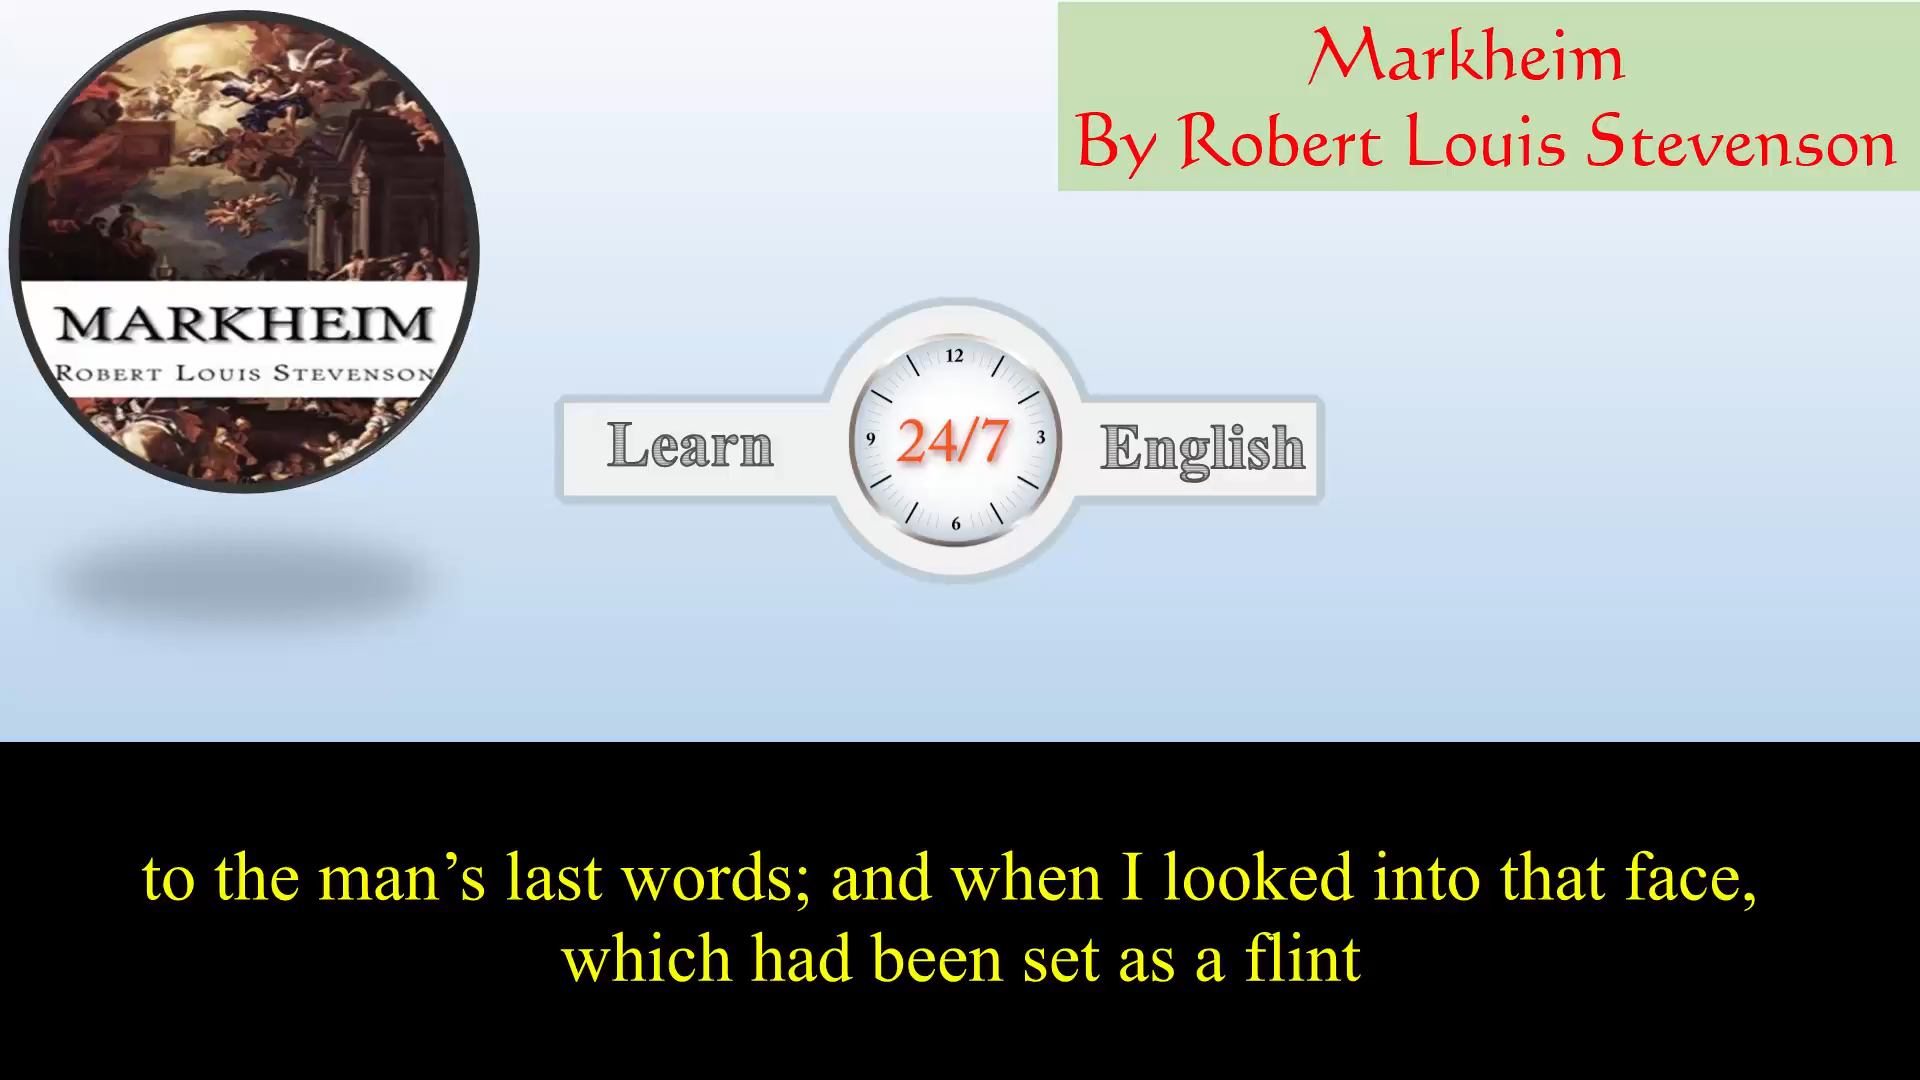 Markheim
By Robert Louis Stevenson
MARKHEIM
ROBERT LOUIS STEVENSON
Learn 24/7 English
12
9
3
6
to the man’s last words; and when I looked into that face,
which had been set as a flint